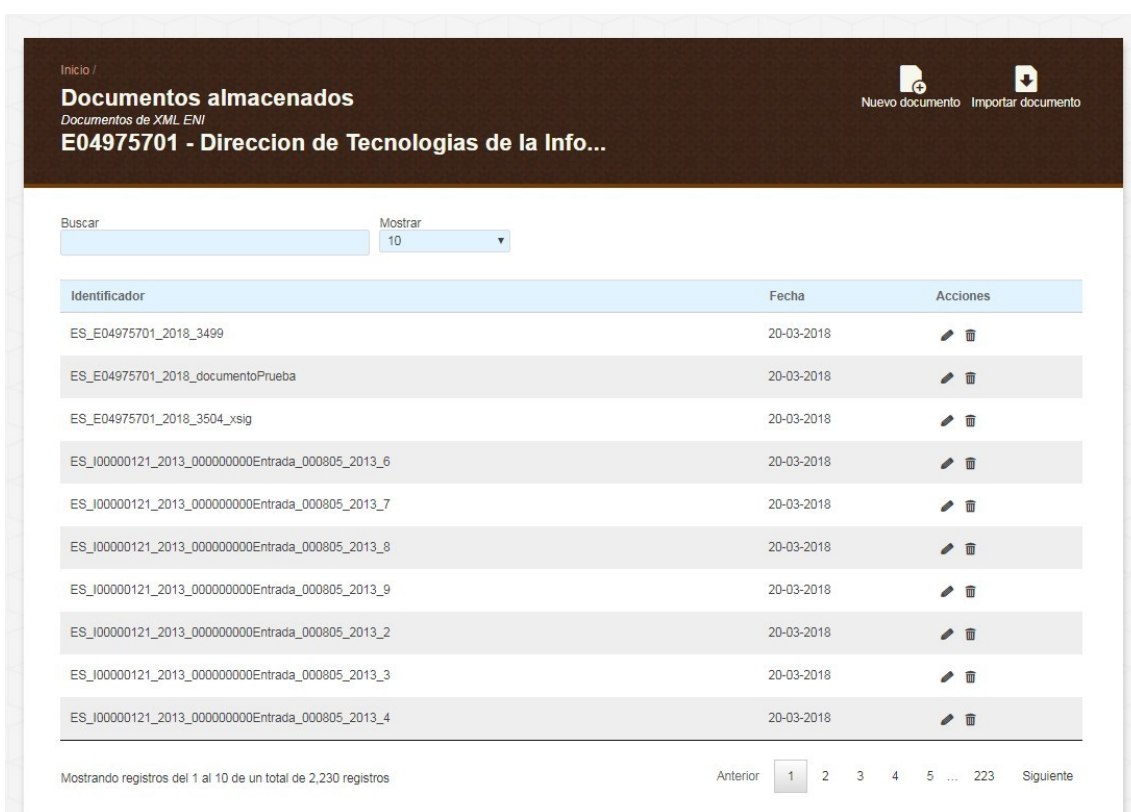 Inicio /
Documentos almacenados
Documentos de XML ENI
E04975701 - Direccion de Tecnologias de la Info...
Nuevo documento Importar documento
Buscar Mostrar
10
Identificador Fecha Acciones
ES_E04975701_2018_3499 20-03-2018
ES_E04975701_2018_documentoPrueba 20-03-2018
ES_E04975701_2018_3504_xsig 20-03-2018
ES_I00000121_2013_000000000Entrada_000805_2013_6 20-03-2018
ES_I00000121_2013_000000000Entrada_000805_2013_7 20-03-2018
ES_I00000121_2013_000000000Entrada_000805_2013_8 20-03-2018
ES_I00000121_2013_000000000Entrada_000805_2013_9 20-03-2018
ES_I00000121_2013_000000000Entrada_000805_2013_2 20-03-2018
ES_I00000121_2013_000000000Entrada_000805_2013_3 20-03-2018
ES_I00000121_2013_000000000Entrada_000805_2013_4 20-03-2018
Mostrando registros del 1 al 10 de un total de 2,230 registros Anterior 1 2 3 4 5 ... 223 Siguiente